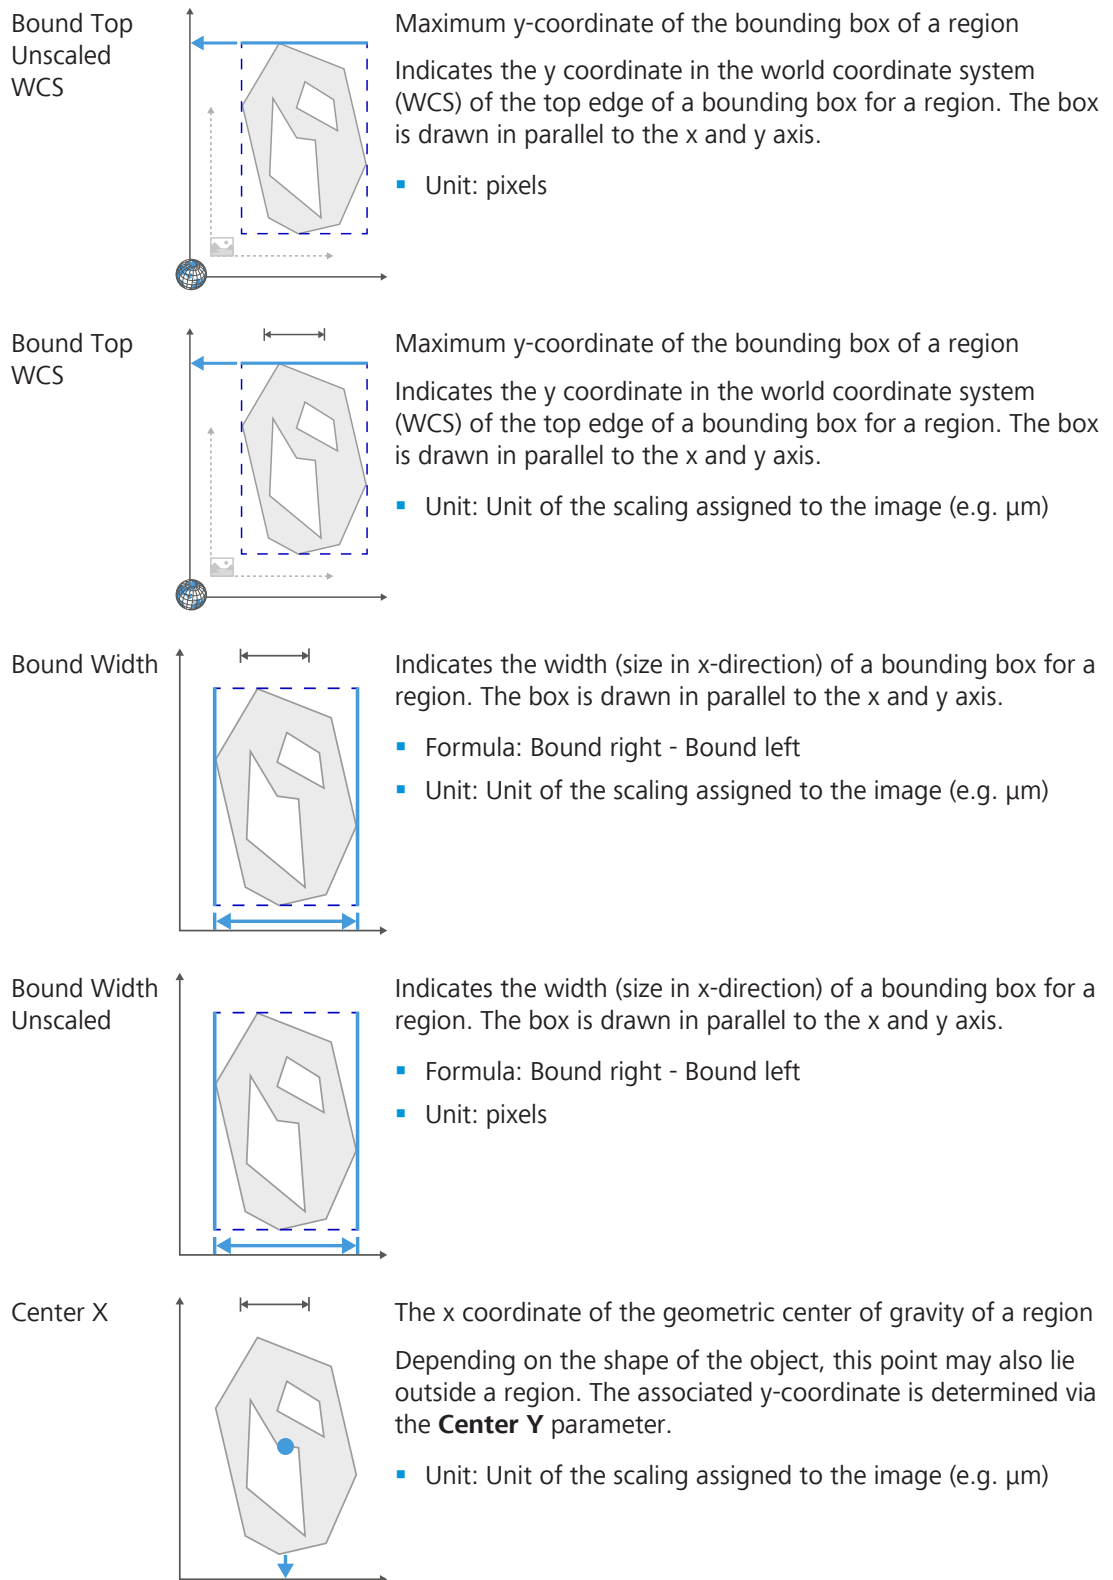 Bound Top
Unscaled
WCS
Maximum y-coordinate of the bounding box of a region
Indicates the y coordinate in the world coordinate system
(WCS) of the top edge of a bounding box for a region. The box
is drawn in parallel to the x and y axis.
▪ Unit: pixels
Bound Top
WCS
Maximum y-coordinate of the bounding box of a region
Indicates the y coordinate in the world coordinate system
(WCS) of the top edge of a bounding box for a region. The box
is drawn in parallel to the x and y axis.
▪ Unit: Unit of the scaling assigned to the image (e.g. µm)
Bound Width
Indicates the width (size in x-direction) of a bounding box for a
region. The box is drawn in parallel to the x and y axis.
▪ Formula: Bound right - Bound left
▪ Unit: Unit of the scaling assigned to the image (e.g. µm)
Bound Width
Unscaled
Indicates the width (size in x-direction) of a bounding box for a
region. The box is drawn in parallel to the x and y axis.
▪ Formula: Bound right - Bound left
▪ Unit: pixels
Center X
The x coordinate of the geometric center of gravity of a region
Depending on the shape of the object, this point may also lie
outside a region. The associated y-coordinate is determined via
the Center Y parameter.
▪ Unit: Unit of the scaling assigned to the image (e.g. µm)